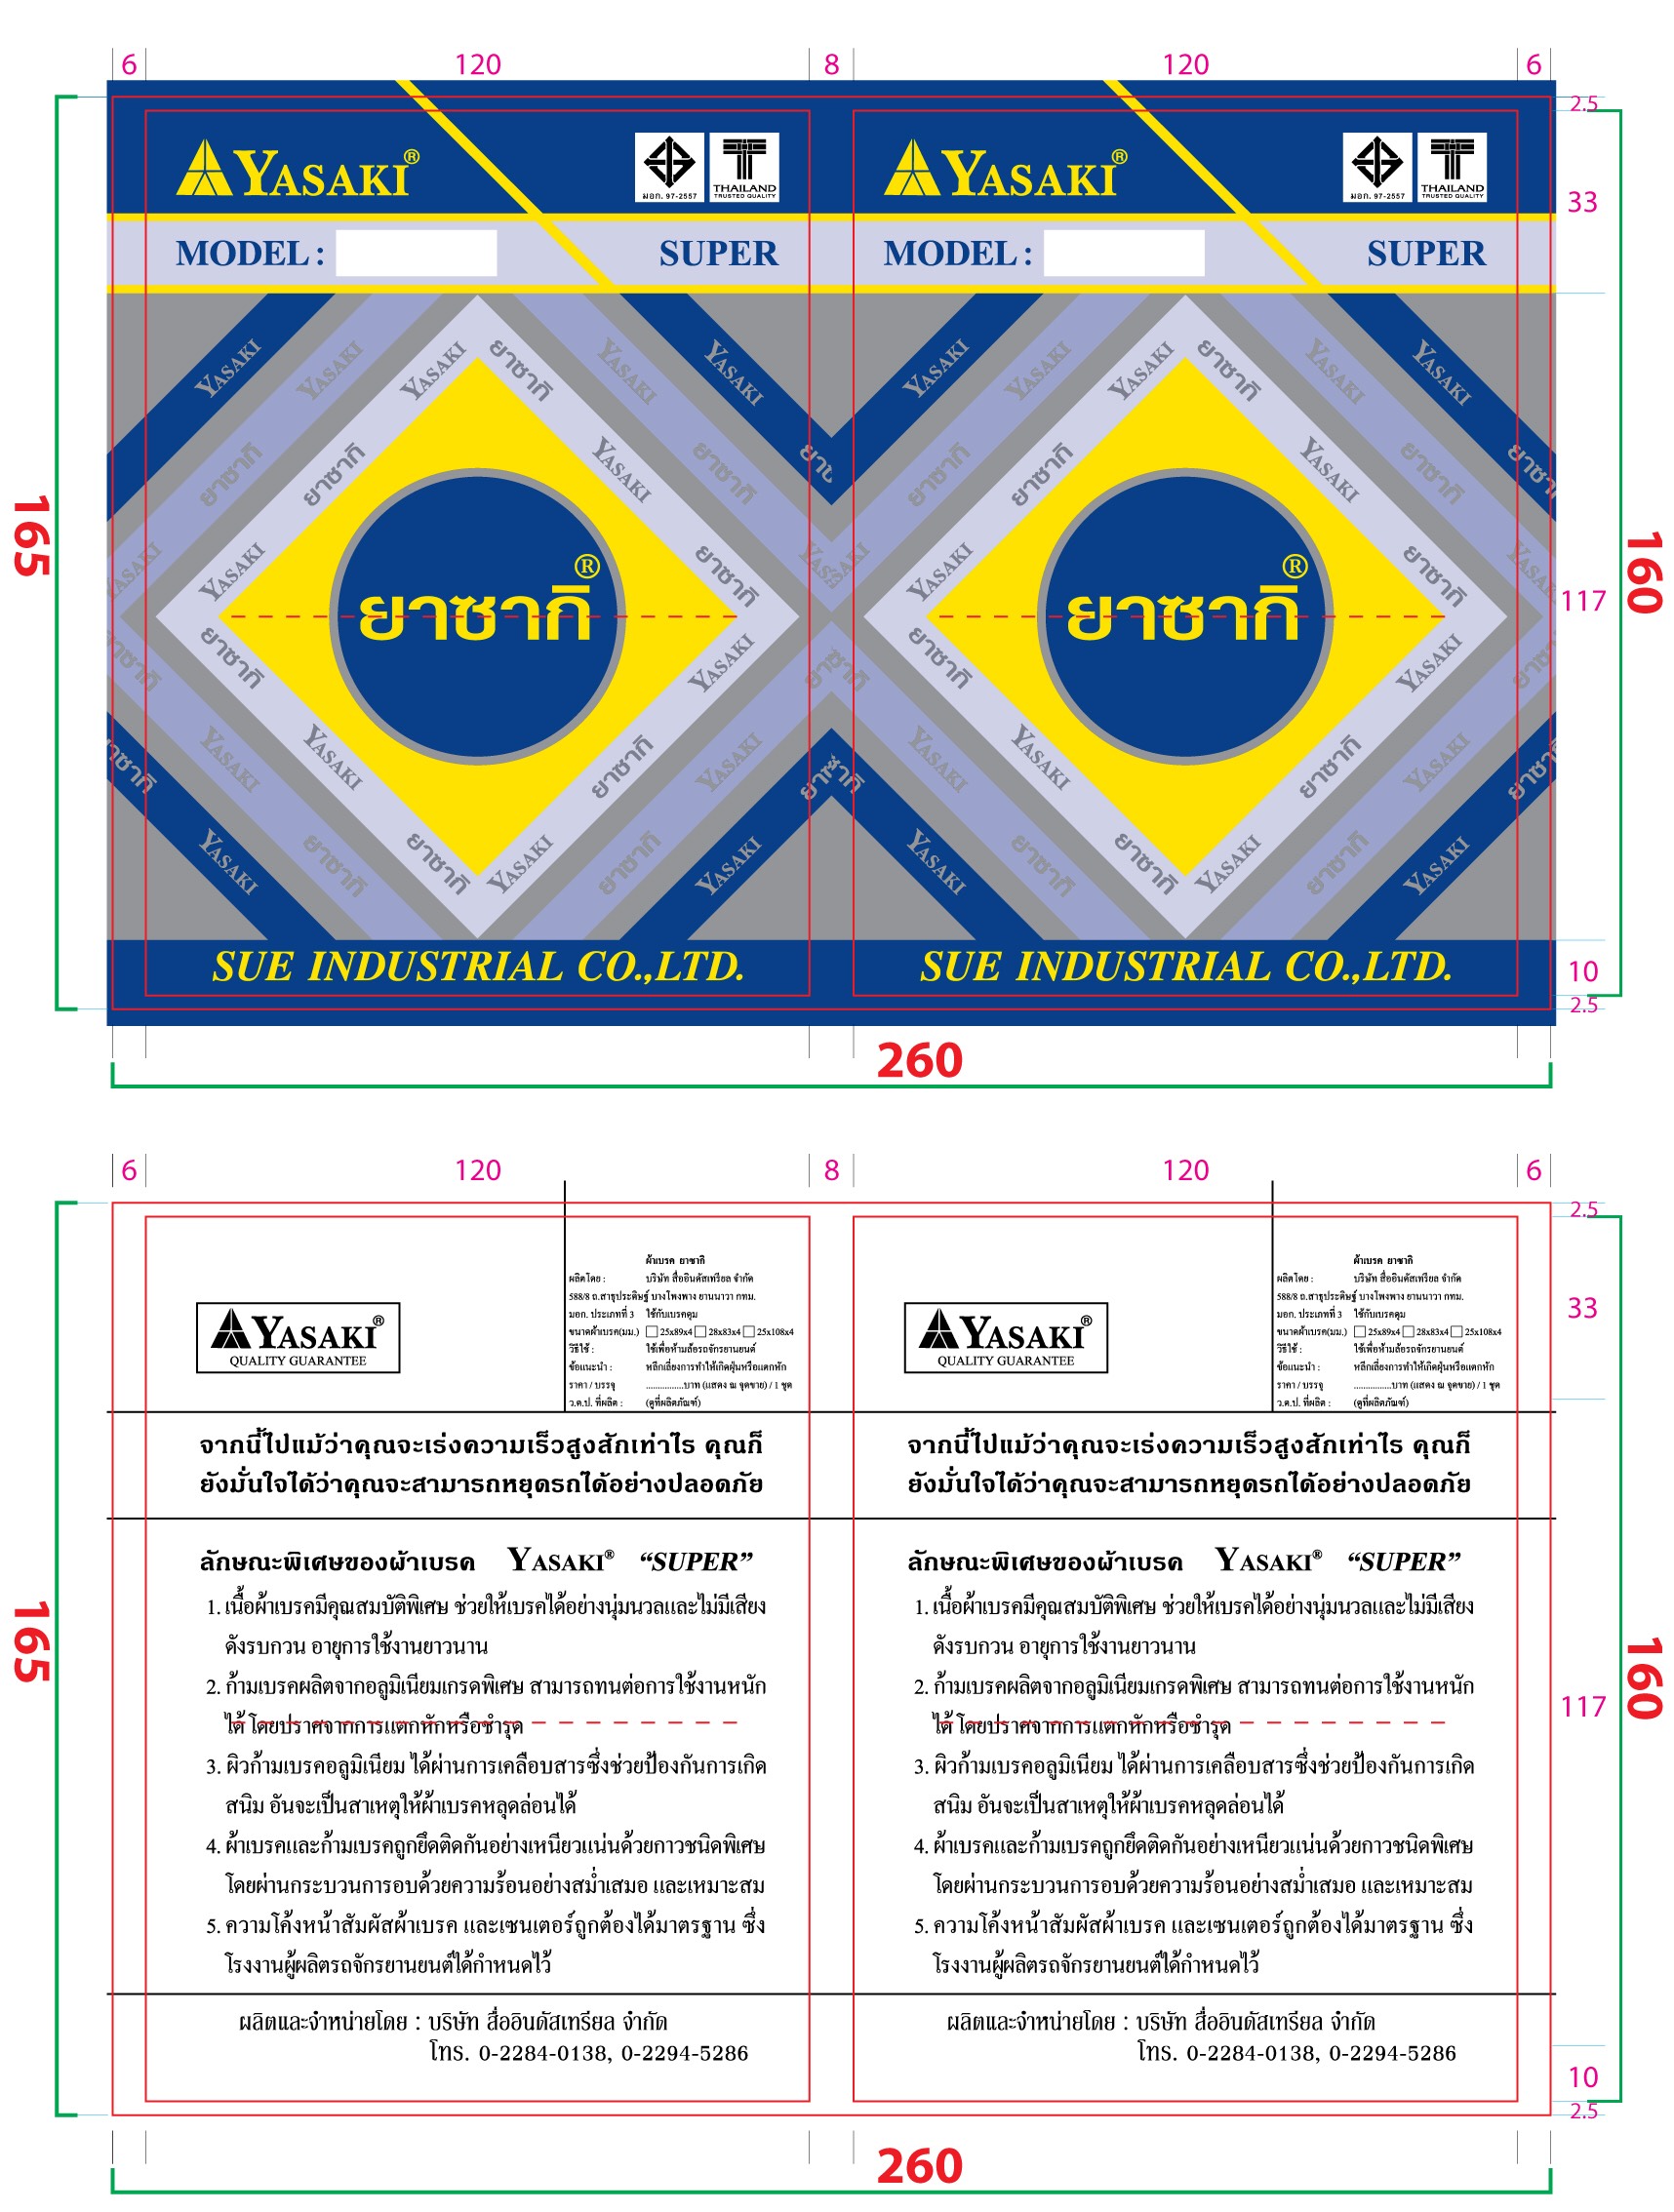 6 120 8 120 6
2.5
YASAKI® มอก. 97-2557 THAILAND TRUSTED QUALITY YASAKI® มอก. 97-2557 THAILAND TRUSTED QUALITY
33
MODEL : SUPER MODEL : SUPER
YASAKI YASAKI YASAKI ยาซากิ YASAKI YASAKI YASAKI YASAKI YASAKI ยาซากิ YASAKI YASAKI
ยาซากิ ยาซากิ YASAKI ยาซากิ ยาซากิ ยาซากิ YASAKI ยาซากิ ยาซากิ
YASAKI ยาซากิ YASAKI ยาซากิ
165
ยาซากิ® ยาซากิ®
117
160
ยาซากิ YASAKI ยาซากิ YASAKI
YASAKI YASAKI ยาซากิ YASAKI YASAKI YASAKI ยาซากิ YASAKI
YASAKI ยาซากิ ยาซากิ YASAKI ยาซากิ YASAKI YASAKI ยาซากิ ยาซากิ YASAKI ยาซากิ YASAKI
SUE INDUSTRIAL CO.,LTD. SUE INDUSTRIAL CO.,LTD.
10
2.5
260
6 120 8 120 6
2.5
ผ้าเบรค ยาซากิ
ผลิตโดย : บริษัท สื่ออินดัสเทรียล จำกัด
588/8 ถ.สาธุประดิษฐ์ บางโพงพาง ยานนาวา กทม.
มอก. ประเภทที่ 3 ใช้กับเบรคดุม
ขนาดผ้าเบรค(มม.) 25x89x4 28x83x4 25x108x4
วิธีใช้ : ใช้เพื่อห้ามล้อรถจักรยานยนต์
ข้อแนะนำ : หลีกเลี่ยงการทำให้เกิดฝุ่นหรือแตกหัก
ราคา / บรรจุ ...............บาท (แสดง ณ จุดขาย) / 1 ชุด
ว.ด.ป. ที่ผลิต : (ดูที่ผลิตภัณฑ์)
YASAKI®
QUALITY GUARANTEE
จากนี้ไปแม้ว่าคุณจะเร่งความเร็วสูงสักเท่าไร คุณก็
ยังมั่นใจได้ว่าคุณจะสามารถหยุดรถได้อย่างปลอดภัย
ลักษณะพิเศษของผ้าเบรค YASAKI® “SUPER”
1. เนื้อผ้าเบรคมีคุณสมบัติพิเศษ ช่วยให้เบรคได้อย่างนุ่มนวลและไม่มีเสียง
ดังรบกวน อายุการใช้งานยาวนาน
2. ก้ามเบรคผลิตจากอลูมิเนียมเกรดพิเศษ สามารถทนต่อการใช้งานหนัก
ได้ โดยปราศจากการแตกหักหรือชำรุด
3. ผิวก้ามเบรคอลูมิเนียม ได้ผ่านการเคลือบสารซึ่งช่วยป้องกันการเกิด
สนิม อันจะเป็นสาเหตุให้ผ้าเบรคหลุดล่อนได้
4. ผ้าเบรคและก้ามเบรคถูกยึดติดกันอย่างเหนียวแน่นด้วยกาวชนิดพิเศษ
โดยผ่านกระบวนการอบด้วยความร้อนอย่างสม่ำเสมอ และเหมาะสม
5. ความโค้งหน้าสัมผัสผ้าเบรค และเซนเตอร์ถูกต้องได้มาตรฐาน ซึ่ง
โรงงานผู้ผลิตรถจักรยานยนต์ได้กำหนดไว้
ผลิตและจำหน่ายโดย : บริษัท สื่ออินดัสเทรียล จำกัด
โทร. 0-2284-0138, 0-2294-5286
165
ผ้าเบรค ยาซากิ
ผลิตโดย : บริษัท สื่ออินดัสเทรียล จำกัด
588/8 ถ.สาธุประดิษฐ์ บางโพงพาง ยานนาวา กทม.
มอก. ประเภทที่ 3 ใช้กับเบรคดุม
ขนาดผ้าเบรค(มม.) 25x89x4 28x83x4 25x108x4
วิธีใช้ : ใช้เพื่อห้ามล้อรถจักรยานยนต์
ข้อแนะนำ : หลีกเลี่ยงการทำให้เกิดฝุ่นหรือแตกหัก
ราคา / บรรจุ ...............บาท (แสดง ณ จุดขาย) / 1 ชุด
ว.ด.ป. ที่ผลิต : (ดูที่ผลิตภัณฑ์)
YASAKI®
QUALITY GUARANTEE
จากนี้ไปแม้ว่าคุณจะเร่งความเร็วสูงสักเท่าไร คุณก็
ยังมั่นใจได้ว่าคุณจะสามารถหยุดรถได้อย่างปลอดภัย
ลักษณะพิเศษของผ้าเบรค YASAKI® “SUPER”
1. เนื้อผ้าเบรคมีคุณสมบัติพิเศษ ช่วยให้เบรคได้อย่างนุ่มนวลและไม่มีเสียง
ดังรบกวน อายุการใช้งานยาวนาน
2. ก้ามเบรคผลิตจากอลูมิเนียมเกรดพิเศษ สามารถทนต่อการใช้งานหนัก
ได้ โดยปราศจากการแตกหักหรือชำรุด
3. ผิวก้ามเบรคอลูมิเนียม ได้ผ่านการเคลือบสารซึ่งช่วยป้องกันการเกิด
สนิม อันจะเป็นสาเหตุให้ผ้าเบรคหลุดล่อนได้
4. ผ้าเบรคและก้ามเบรคถูกยึดติดกันอย่างเหนียวแน่นด้วยกาวชนิดพิเศษ
โดยผ่านกระบวนการอบด้วยความร้อนอย่างสม่ำเสมอ และเหมาะสม
5. ความโค้งหน้าสัมผัสผ้าเบรค และเซนเตอร์ถูกต้องได้มาตรฐาน ซึ่ง
โรงงานผู้ผลิตรถจักรยานยนต์ได้กำหนดไว้
ผลิตและจำหน่ายโดย : บริษัท สื่ออินดัสเทรียล จำกัด
โทร. 0-2284-0138, 0-2294-5286
33
117
160
10
2.5
260